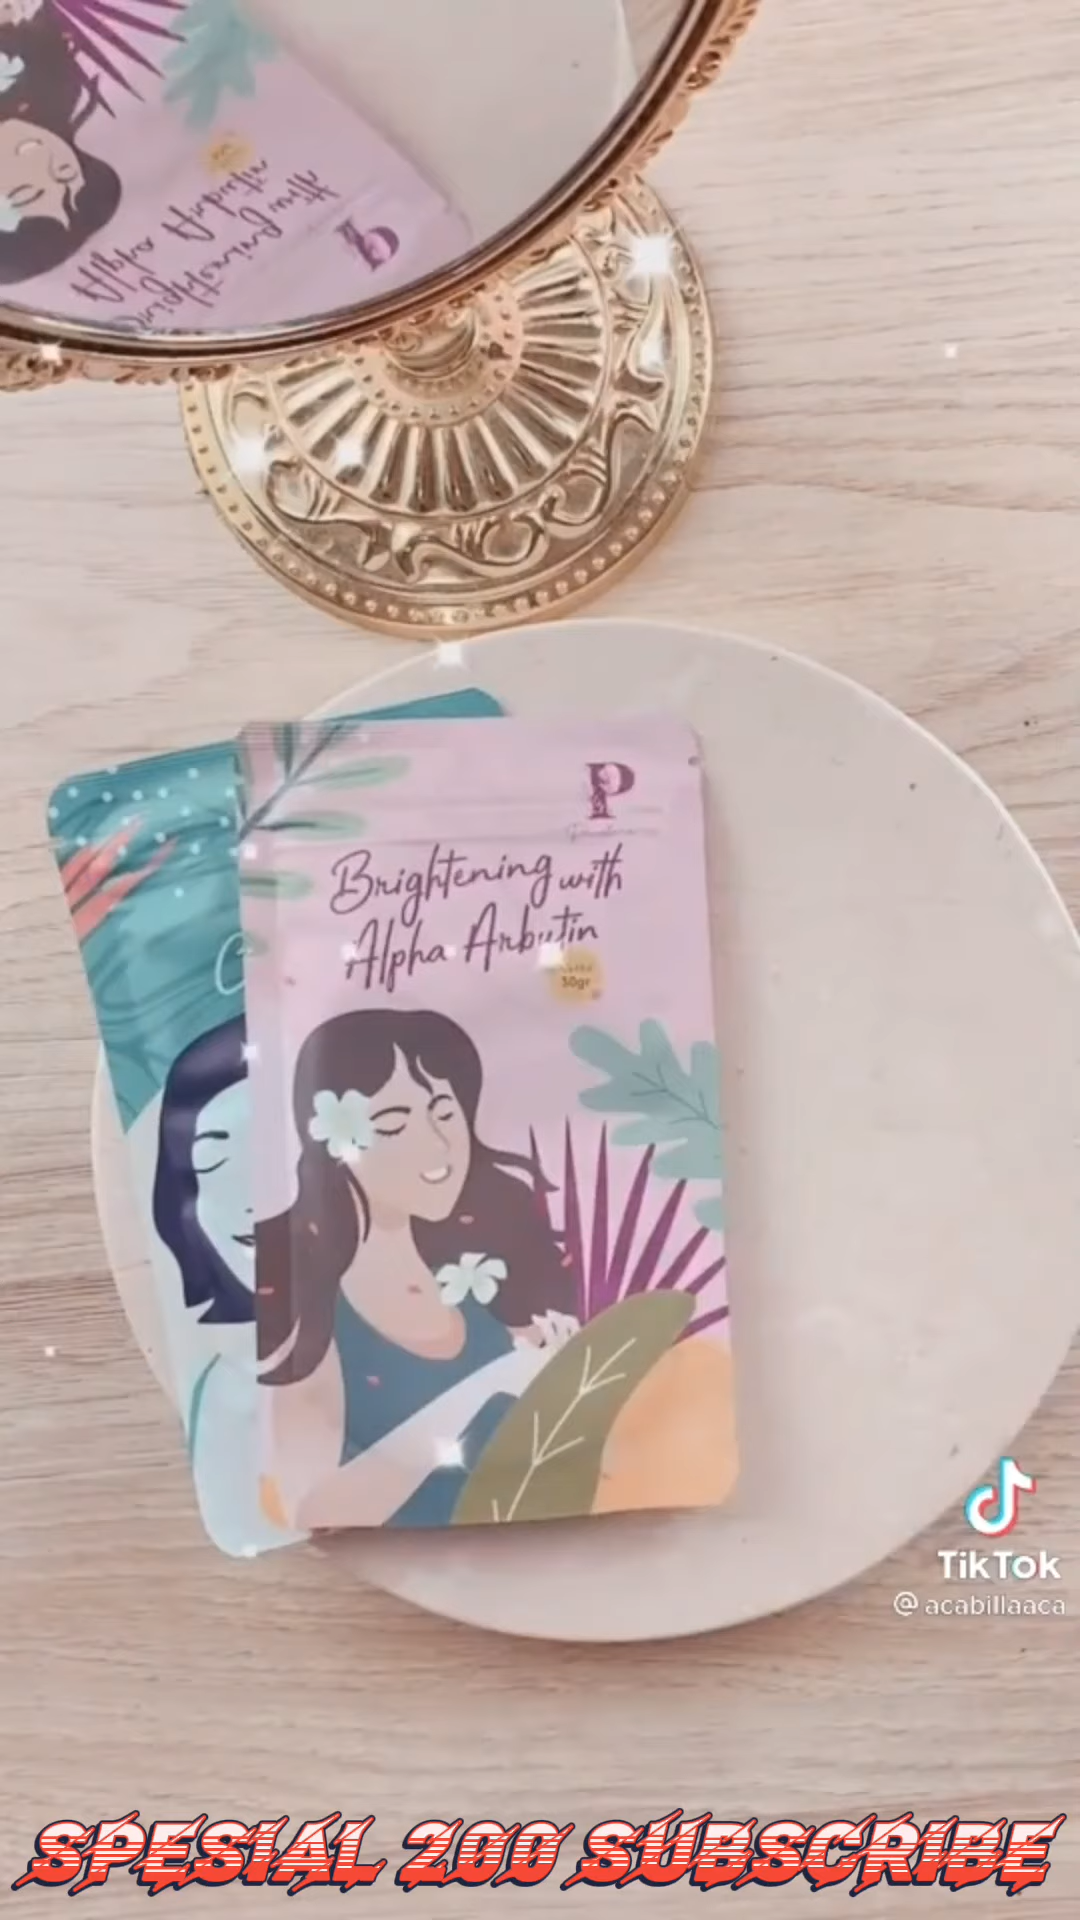 P
Brightening with
Alpha Arbutin
30gr
C
TikTok
@acabillaaca
SPESIAL 200 SUBSCRIBE